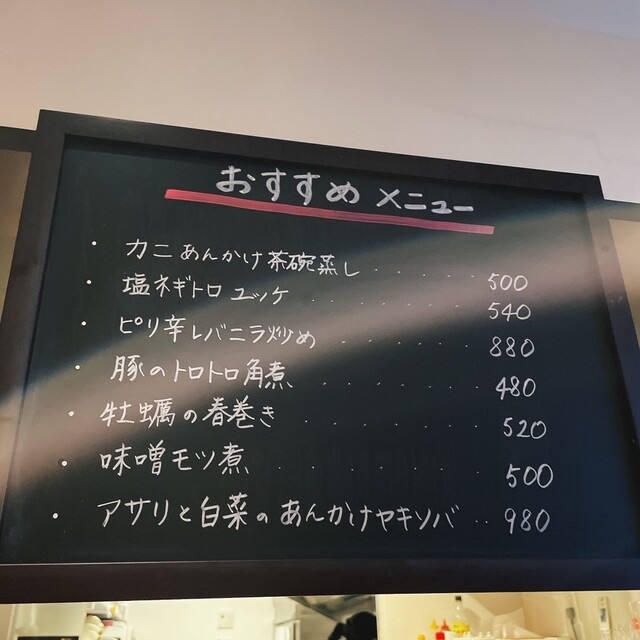 おすすめメニュー
・カニあんかけ茶碗蒸し・・・・・・500
・塩ネギトロユッケ・・・・・・540
・ピリ辛レバニラ炒め・・・・・・880
・豚のトロトロ角煮・・・・・・480
・牡蠣の春巻き・・・・・・・520
・味噌モツ煮・・・・・・・・500
・アサリと白菜のあんかけヤキソバ・・980